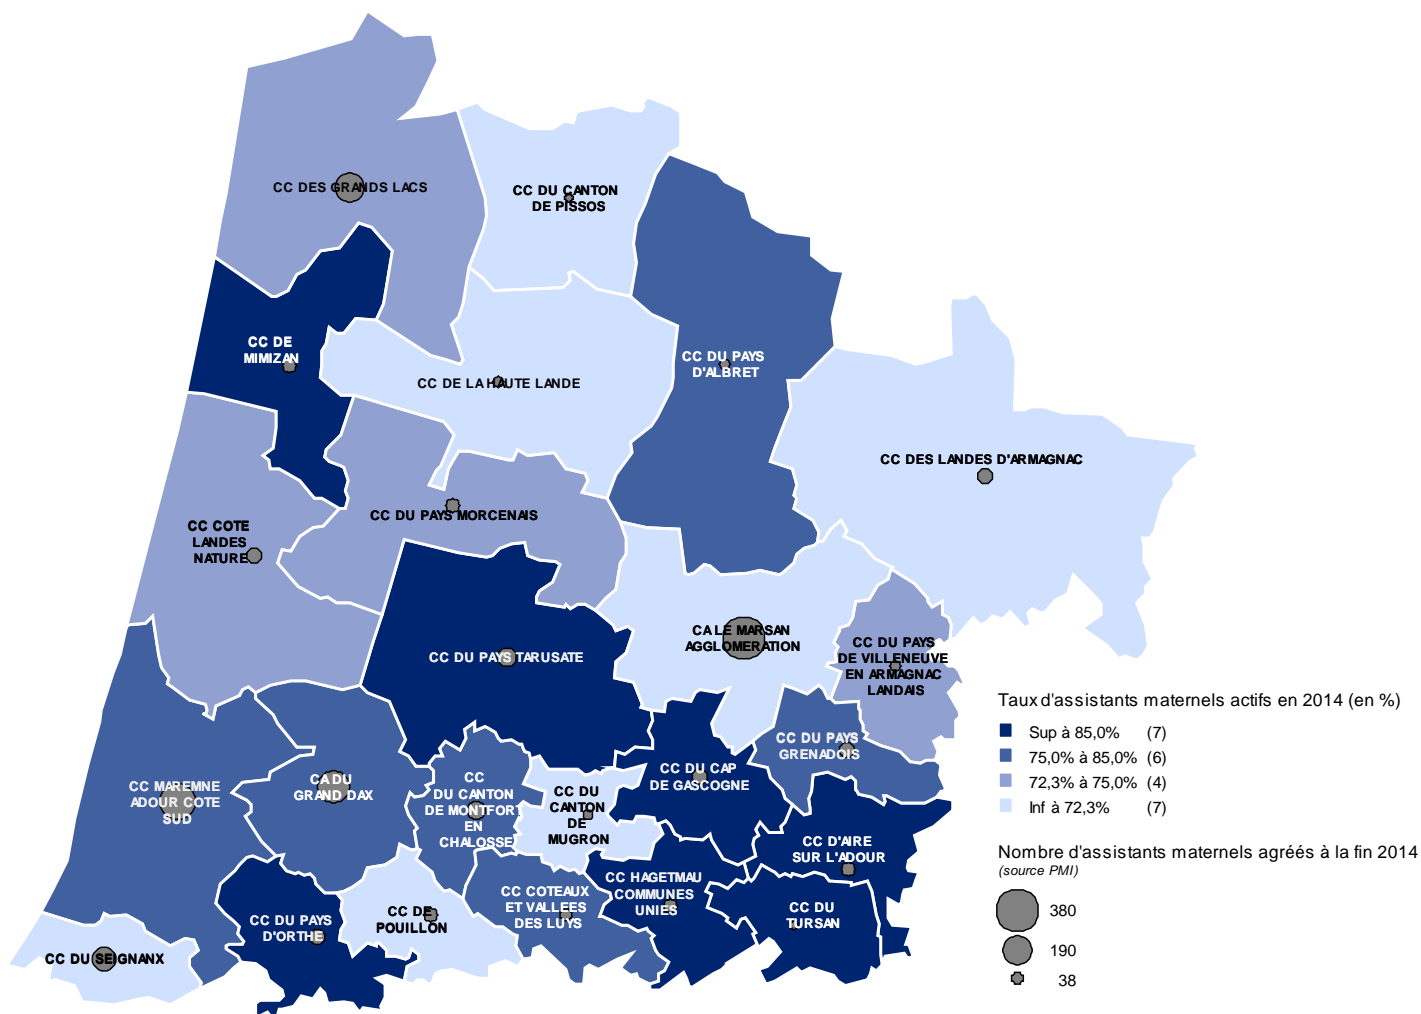 CC DES GRANDS LACS
CC DU CANTON
DE PISSOS
CC DE
MIMIZAN
CC DE LA HAUTE LANDE
CC DU PAYS
D'ALBRET
CC DES LANDES D'ARMAGNAC
CC COTE
LANDES
NATURE
CC DU PAYS MORCENAIS
CC DU PAYS TARUSATE
CA LE MARSAN
AGGLOMERATION
CC DU PAYS
DE VILLENEUVE
EN ARMAGNAC
LANDAIS
CC MAREMNE
ADOUR COTE
SUD
CA DU
GRAND DAX
CC
DU CANTON
DE MONTFORT
EN
CHALOSSE
CC DU
CANTON
DE
MUGRON
CC DU CAP
DE GASCOGNE
CC DU PAYS
GRENADOIS
CC D'AIRE
SUR L'ADOUR
CC HAGETMAU
COMMUNES
UNIES
CC DU
TURSAN
CC COTEAUX
ET VALLEES
DES LUYS
CC DE
POUILLON
CC DU PAYS
D'ORTHE
CC DU SEIGNANX
Taux d'assistants maternels actifs en 2014 (en %)
Sup à 85,0% (7)
75,0% à 85,0% (6)
72,3% à 75,0% (4)
Inf à 72,3% (7)
Nombre d'assistants maternels agréés à la fin 2014
(source PMI)
380
190
38